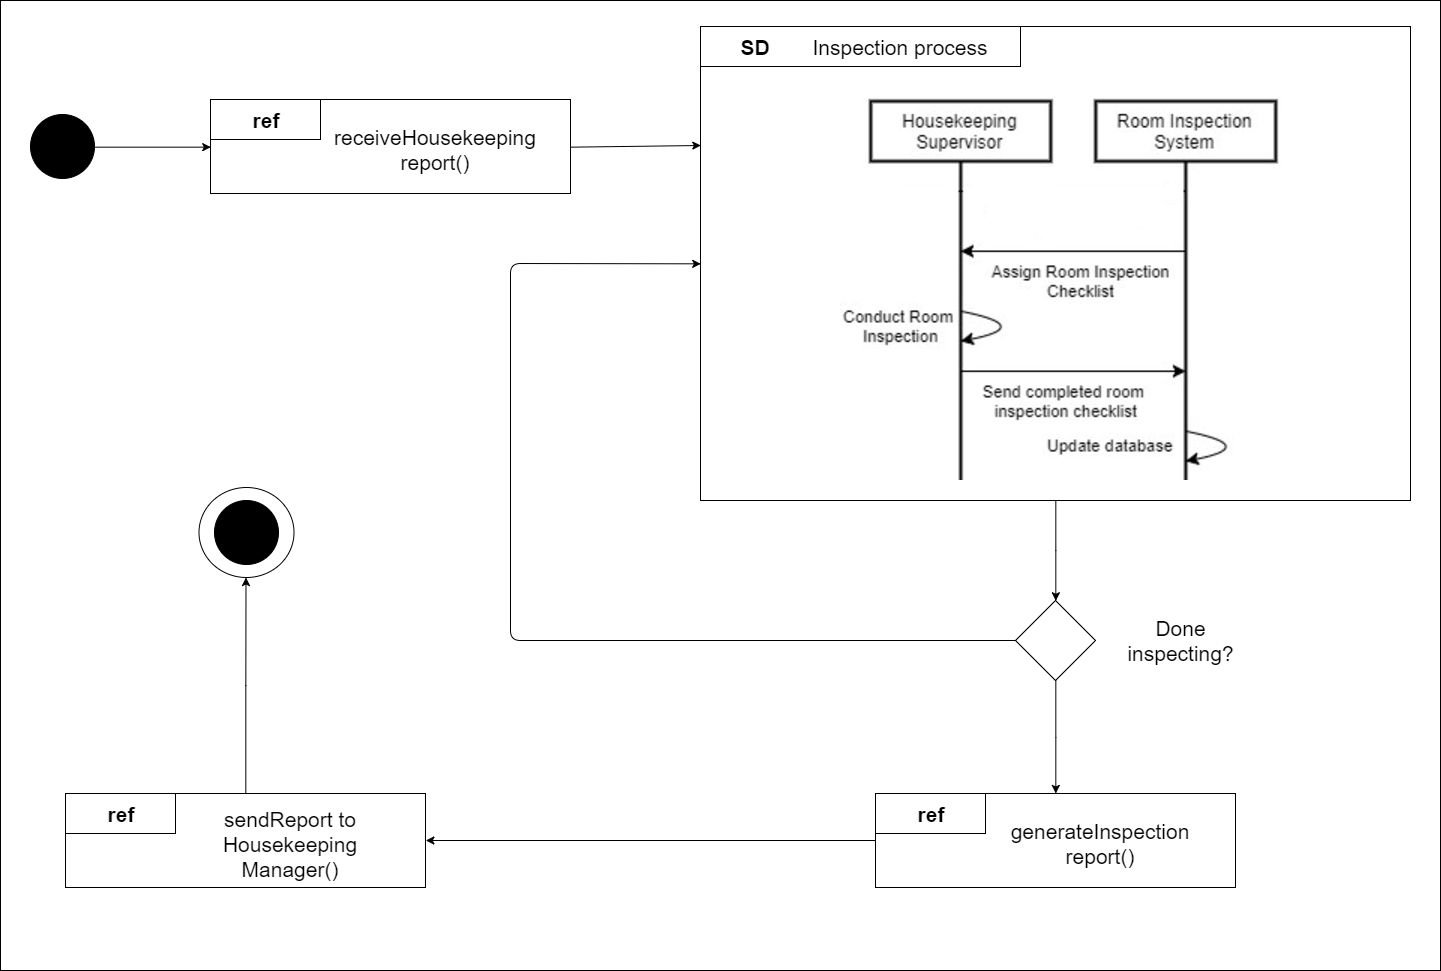 ref
receiveHousekeeping
report()
SD Inspection process
Housekeeping
Supervisor
Room Inspection
System
Assign Room Inspection
Checklist
Conduct Room
Inspection
Send completed room
inspection checklist
Update database
Done
inspecting?
ref
sendReport to
Housekeeping
Manager()
ref
generateInspection
report()